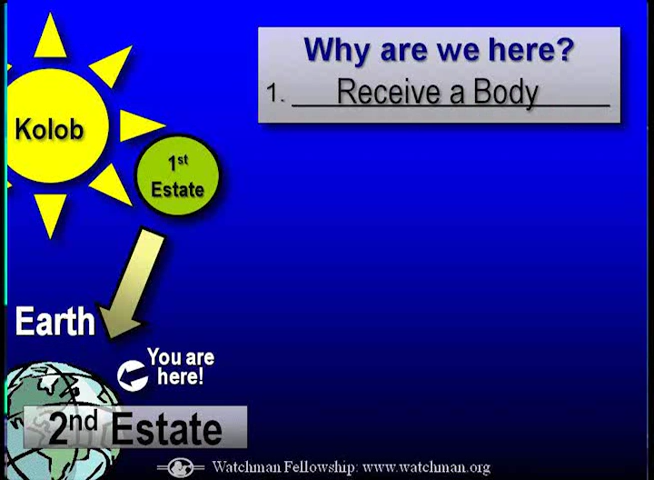 Why are we here?
1. Receive a Body
Kolob
1st
Estate
Earth
You are
here!
2nd Estate
Watchman Fellowship: www.watchman.org